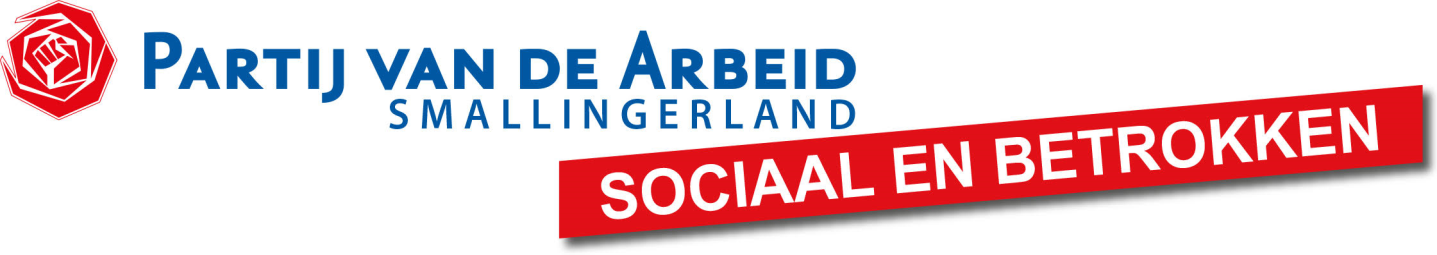 PARTIJ VAN DE ARBEID
SMALLINGERLAND
SOCIAAL EN BETROKKEN